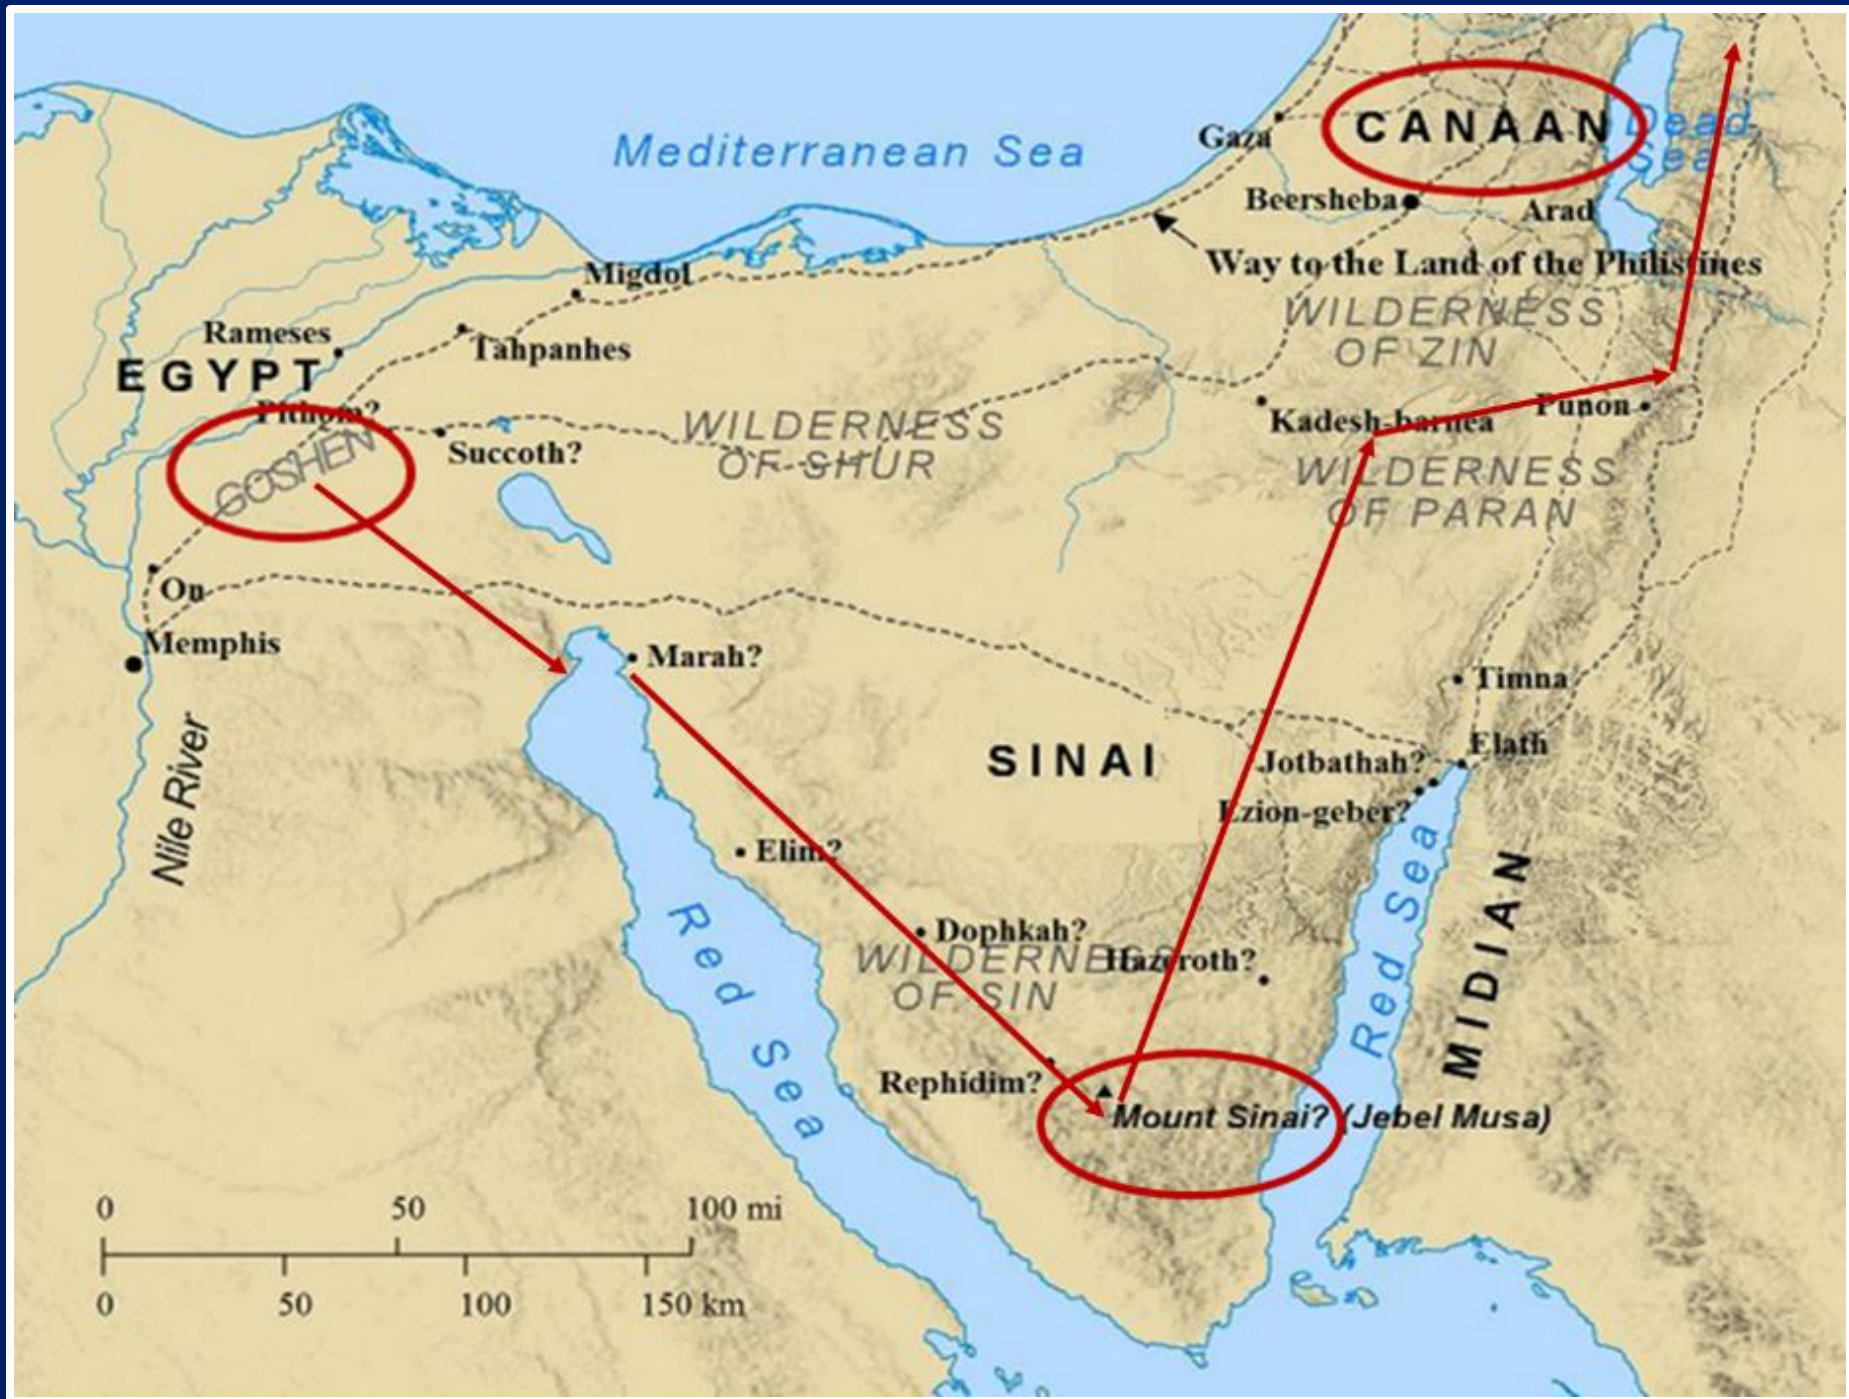 Mediterranean Sea
Gaza
CANAAN
Dead
Sea
Beersheba
Arad
Way to the Land of the Philistines
Migdol
WILDERNESS
OF ZIN
Rameses
Tahpanhes
EGYPT
Pithom?
GOSHEN
Succoth?
WILDERNESS
OF SHUR
Kadesh-barnea
Punon
WILDERNESS
OF PARAN
On
Memphis
Marah?
Timna
Nile River
SINAI
Elath
Jotbathah?
Ezion-geber?
Elim?
Red Sea
Red Sea
MIDIAN
Dophkah?
WILDERNESS
OF SIN
Hazeroth?
Rephidim?
Mount Sinai? (Jebel Musa)
0 50 100 mi
0 50 100 150 km